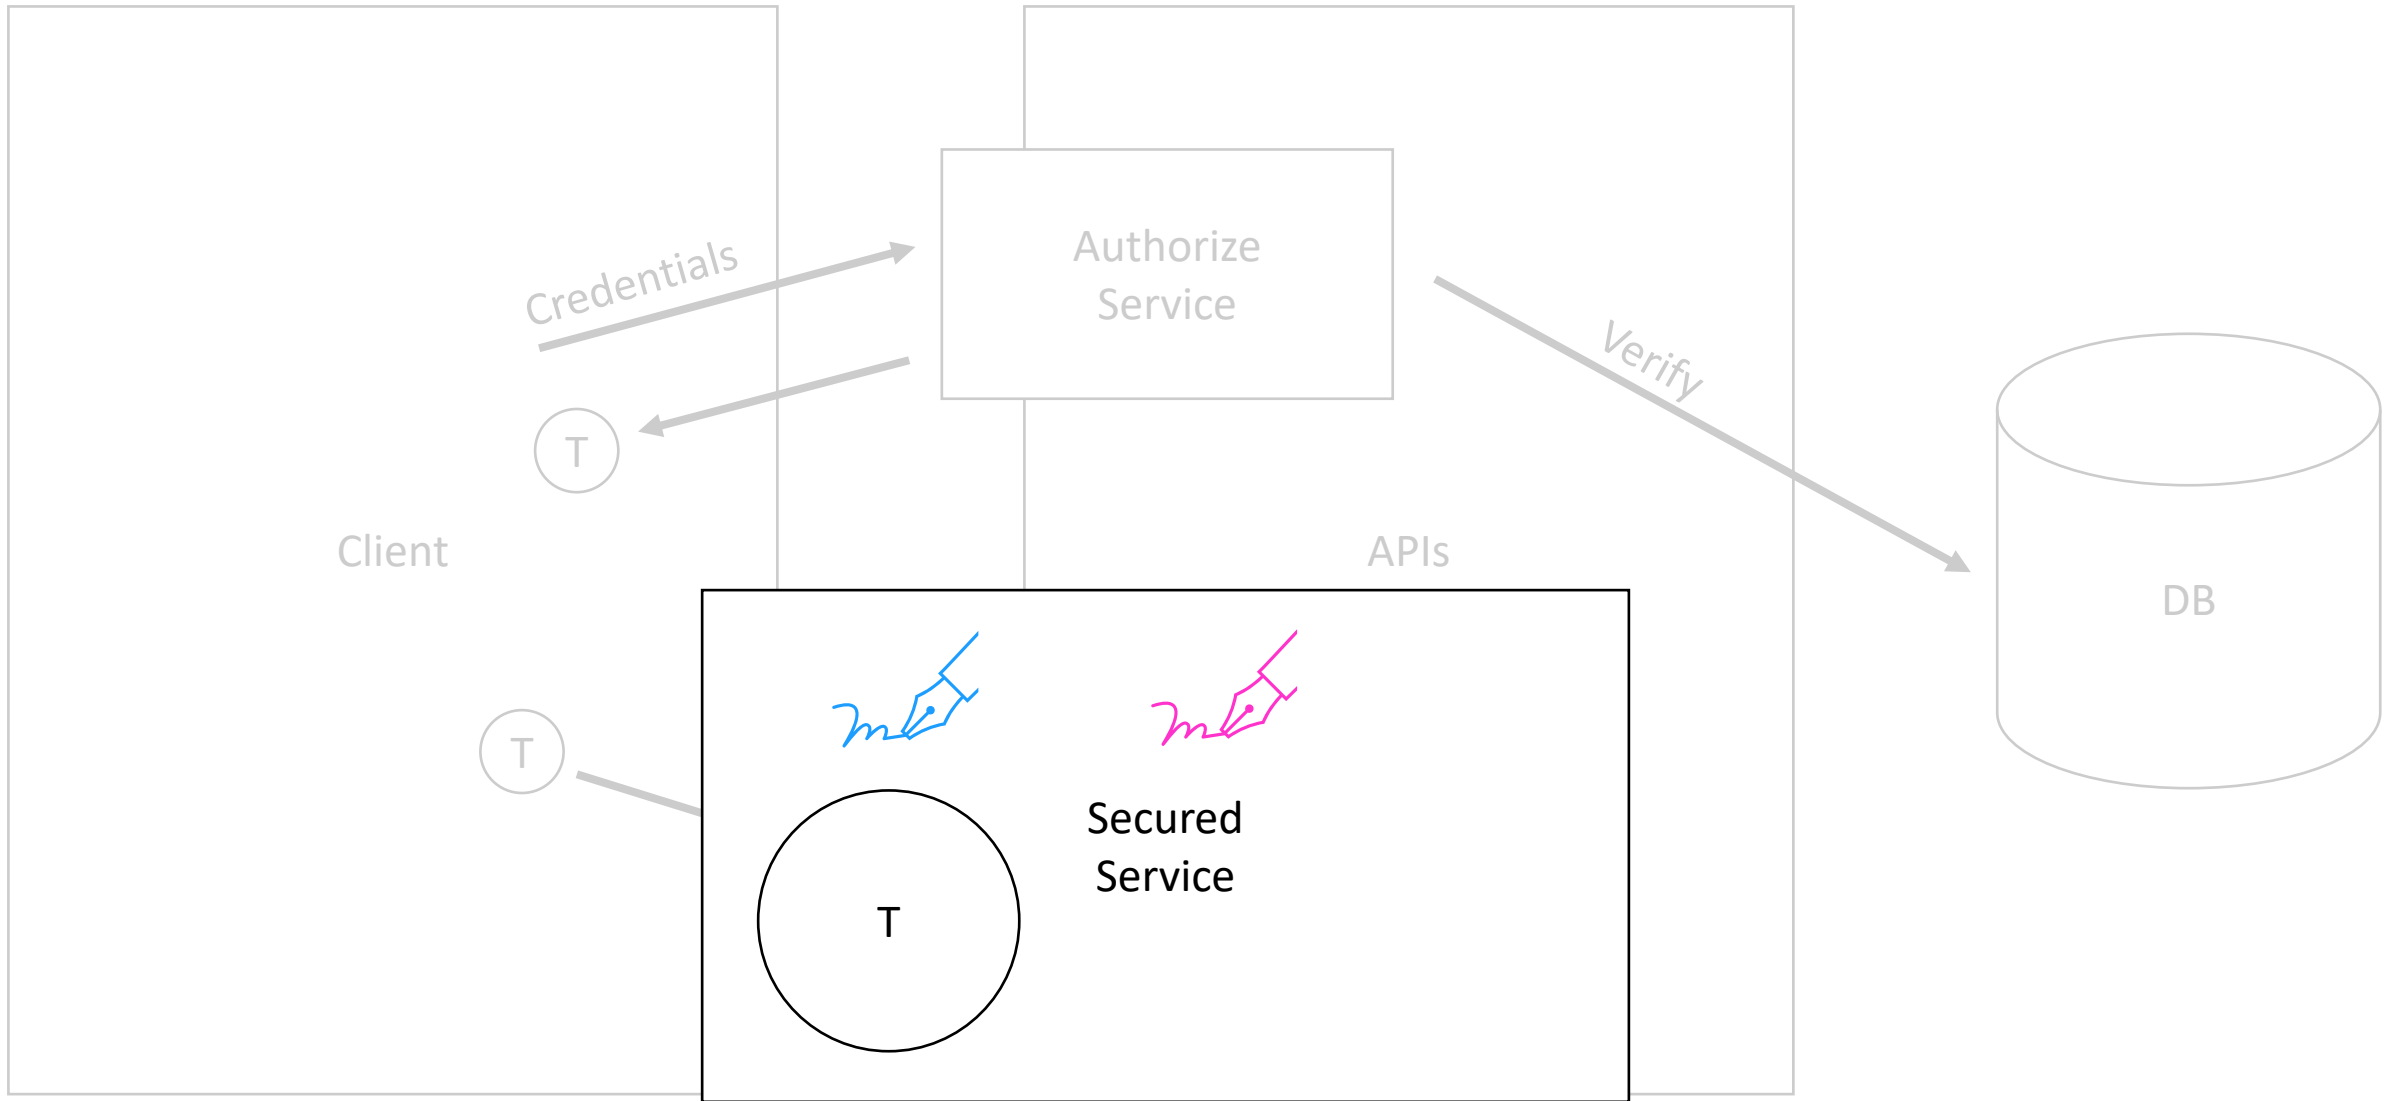 Authorize
Service
Credentials
Verify
T
Client
APIs
DB
T
Secured
Service
T